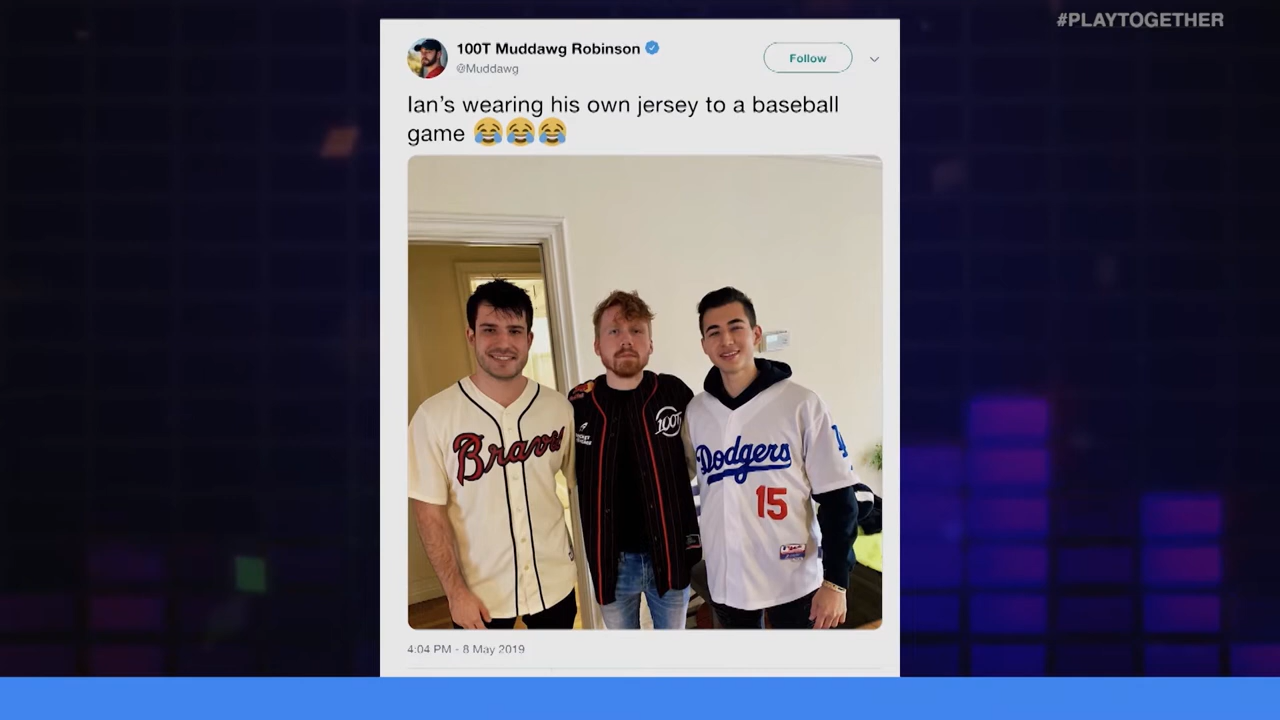 #PLAYTOGETHER
100T Muddawg Robinson
@Muddawg
Follow
Ian’s wearing his own jersey to a baseball
game 😂😂😂
Braves
100T
Dodgers
15
4:04 PM - 8 May 2019